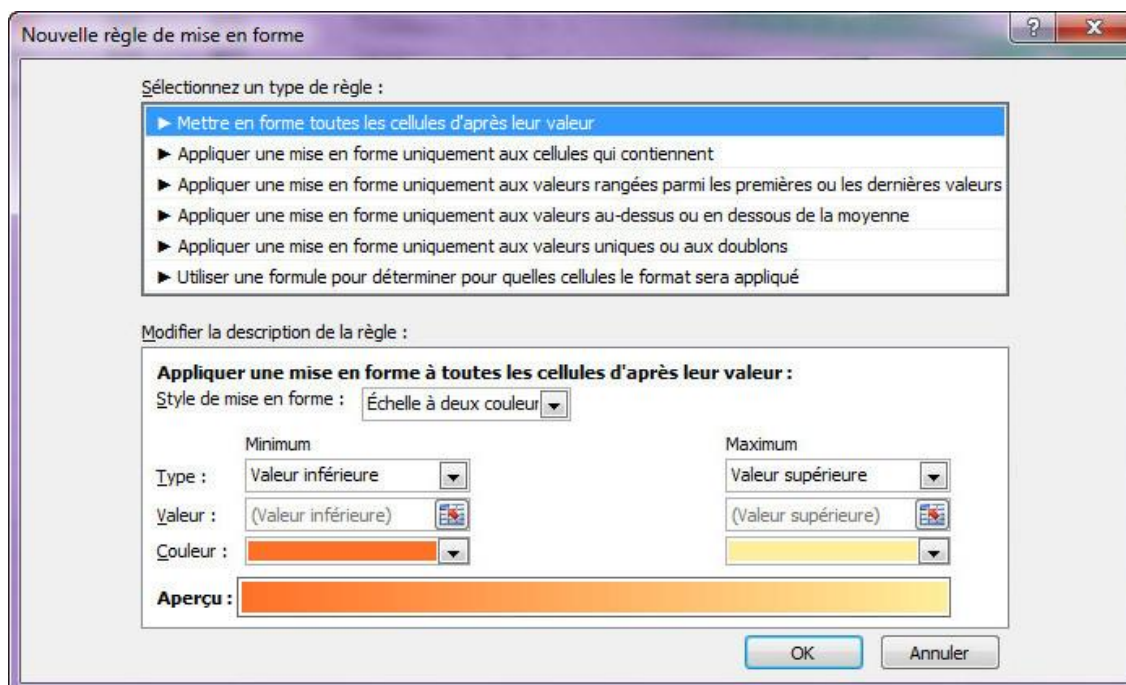 Nouvelle règle de mise en forme
Sélectionnez un type de règle :
► Mettre en forme toutes les cellules d'après leur valeur
► Appliquer une mise en forme uniquement aux cellules qui contiennent
► Appliquer une mise en forme uniquement aux valeurs rangées parmi les premières ou les dernières valeurs
► Appliquer une mise en forme uniquement aux valeurs au-dessus ou en dessous de la moyenne
► Appliquer une mise en forme uniquement aux valeurs uniques ou aux doublons
► Utiliser une formule pour déterminer pour quelles cellules le format sera appliqué
Modifier la description de la règle :
Appliquer une mise en forme à toutes les cellules d'après leur valeur :
Style de mise en forme : Échelle à deux couleur
Minimum Maximum
Type : Valeur inférieure Valeur supérieure
Valeur : (Valeur inférieure) (Valeur supérieure)
Couleur :
Aperçu :
OK Annuler